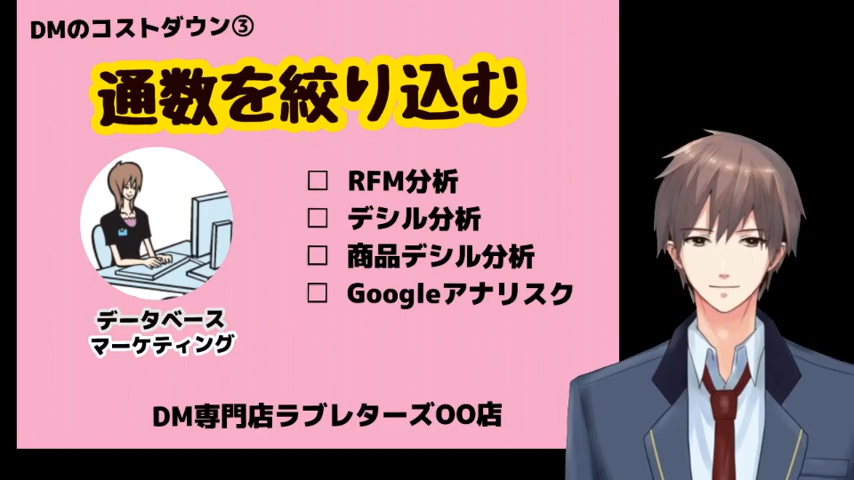 DMのコストダウン③
通数を絞り込む
□ RFM分析
□ デシル分析
□ 商品デシル分析
□ Googleアナリスク
データベース
マーケティング
DM専門店ラブレターズ〇〇店